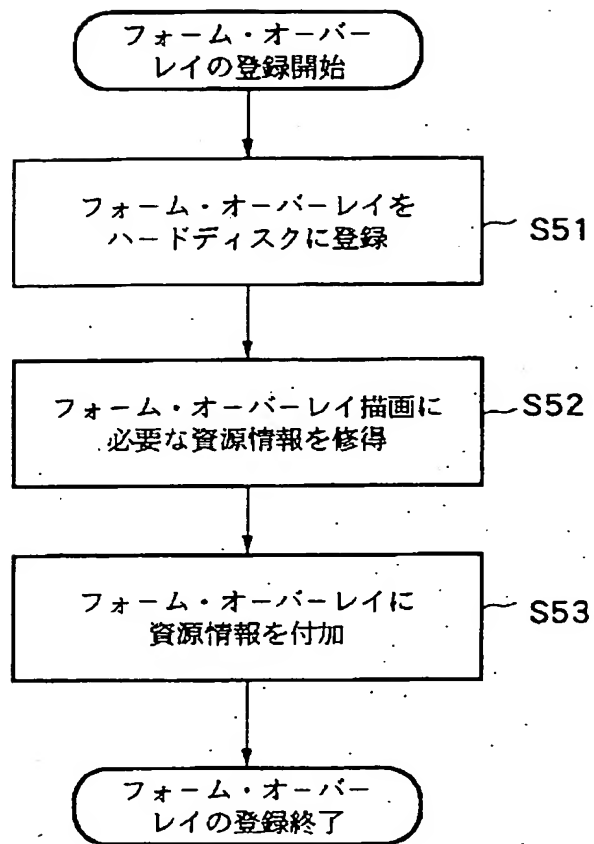 フォーム・オーバー
レイの登録開始
フォーム・オーバーレイを
ハードディスクに登録
S51
フォーム・オーバーレイ描画に
必要な資源情報を修得
S52
フォーム・オーバーレイに
資源情報を付加
S53
フォーム・オーバー
レイの登録終了